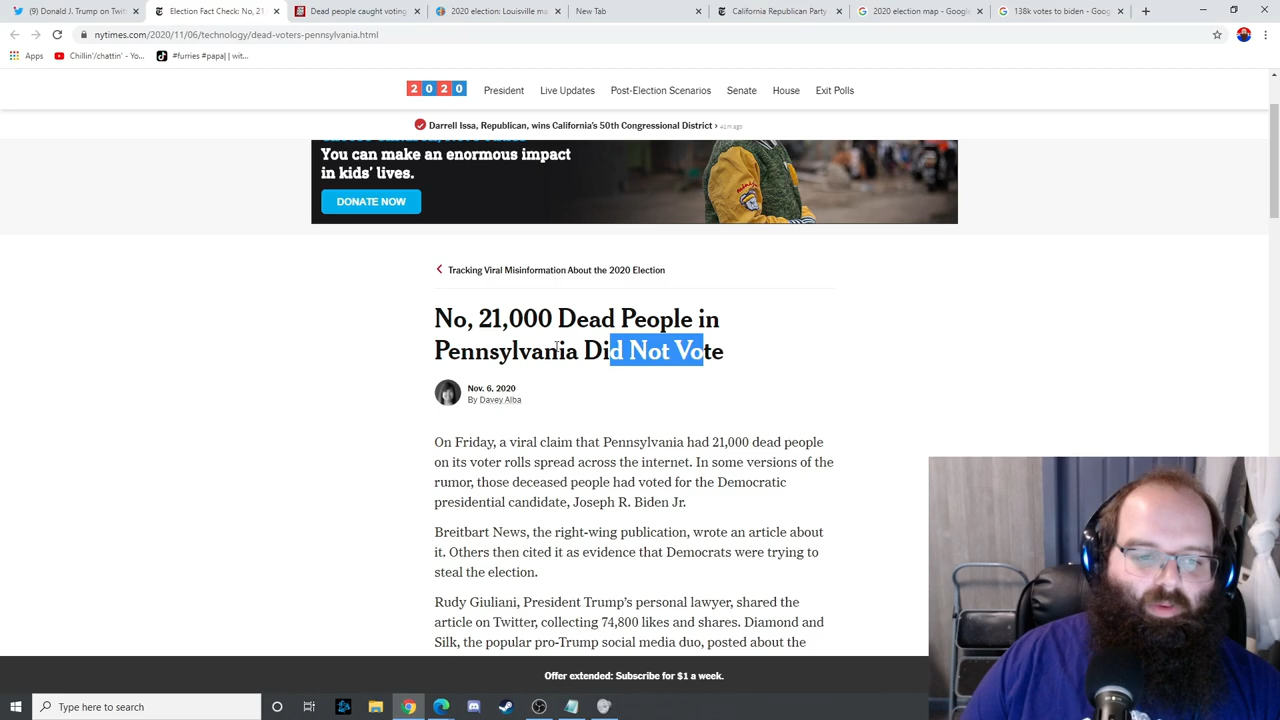 (9) Donald J. Trump on Twit
Election Fact Check: No, 21
Dead people caught voting
2020 election: Louisville ma
New Tab
California Republican Party
2020 election map - Google
138k votes to biden - Goog
nytimes.com/2020/11/06/technology/dead-voters-pennsylvania.html
Apps
Chillin'/chattin' - Yo...
#furries #papa| | wit...
2020
President
Live Updates
Post-Election Scenarios
Senate
House
Exit Polls
Darrell Issa, Republican, wins California's 50th Congressional District › 41m ago
You can make an enormous impact
in kids' lives.
DONATE NOW
Tracking Viral Misinformation About the 2020 Election
No, 21,000 Dead People in
Pennsylvania Did Not Vote
Nov. 6, 2020
By Davey Alba
On Friday, a viral claim that Pennsylvania had 21,000 dead people
on its voter rolls spread across the internet. In some versions of the
rumor, those deceased people had voted for the Democratic
presidential candidate, Joseph R. Biden Jr.
Breitbart News, the right-wing publication, wrote an article about
it. Others then cited it as evidence that Democrats were trying to
steal the election.
Rudy Giuliani, President Trump's personal lawyer, shared the
article on Twitter, collecting 74,800 likes and shares. Diamond and
Silk, the popular pro-Trump social media duo, posted about the
Offer extended: Subscribe for $1 a week.
Type here to search